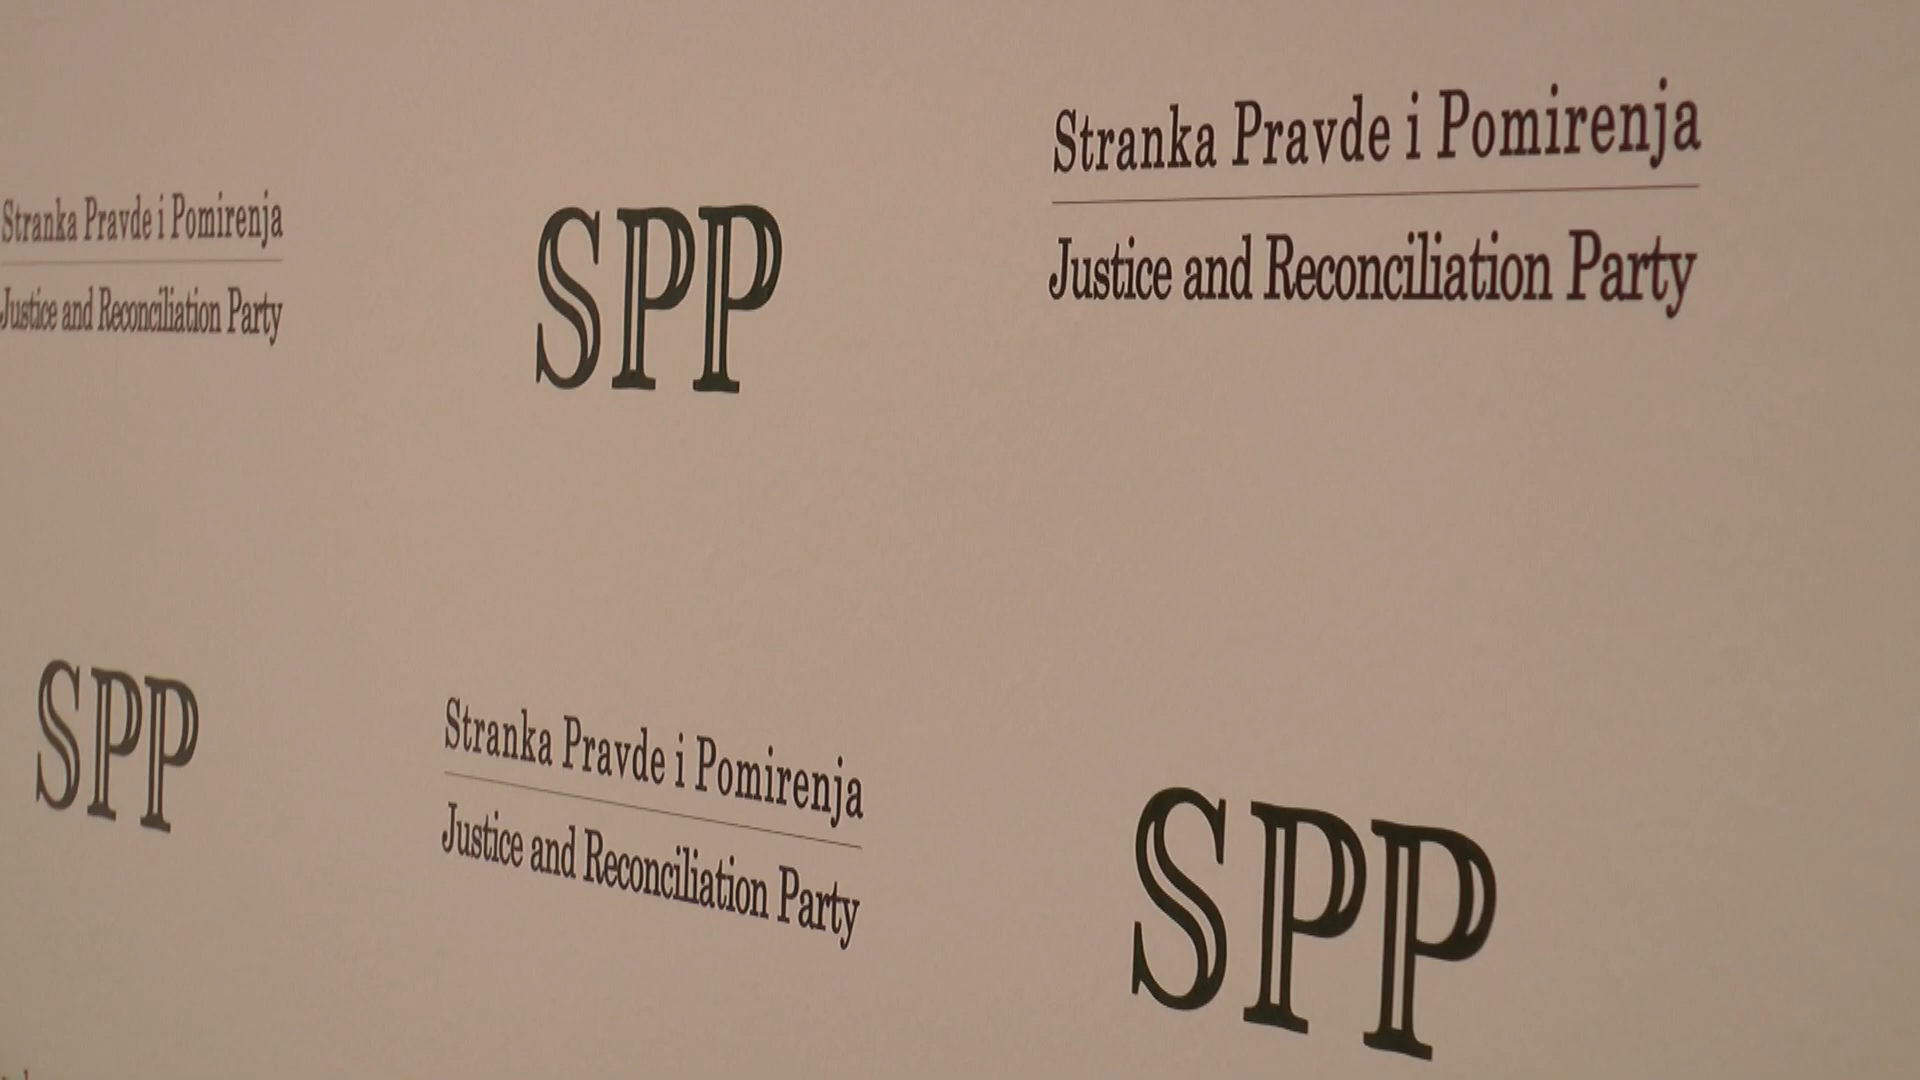 Stranka Pravde i Pomirenja
Justice and Reconciliation Party
SPP
Stranka Pravde i Pomirenja
Justice and Reconciliation Party
SPP
Stranka Pravde i Pomirenja
Justice and Reconciliation Party
SPP